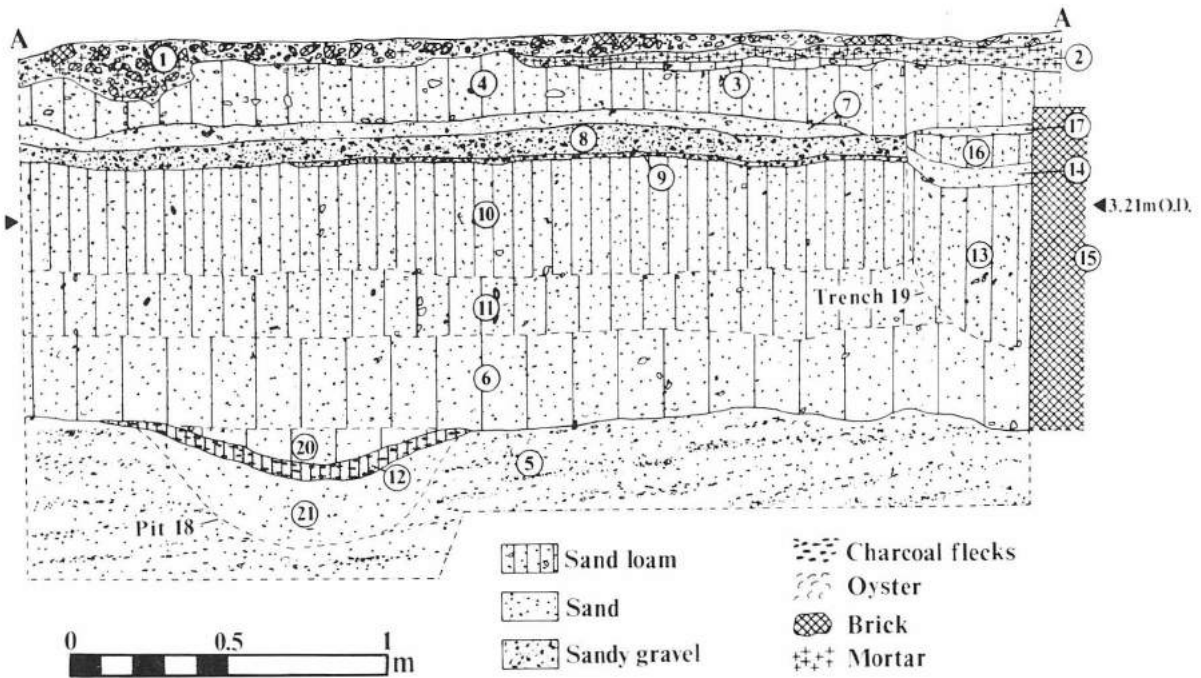 A A
1
2
4
3
7
8
17
16
14
9
10
3.21m O.D.
13
15
11
Trench 19
6
20
12
5
Pit 18
21
Sand loam
Sand
Sandy gravel
Charcoal flecks
Oyster
Brick
Mortar
0 0.5 1
m